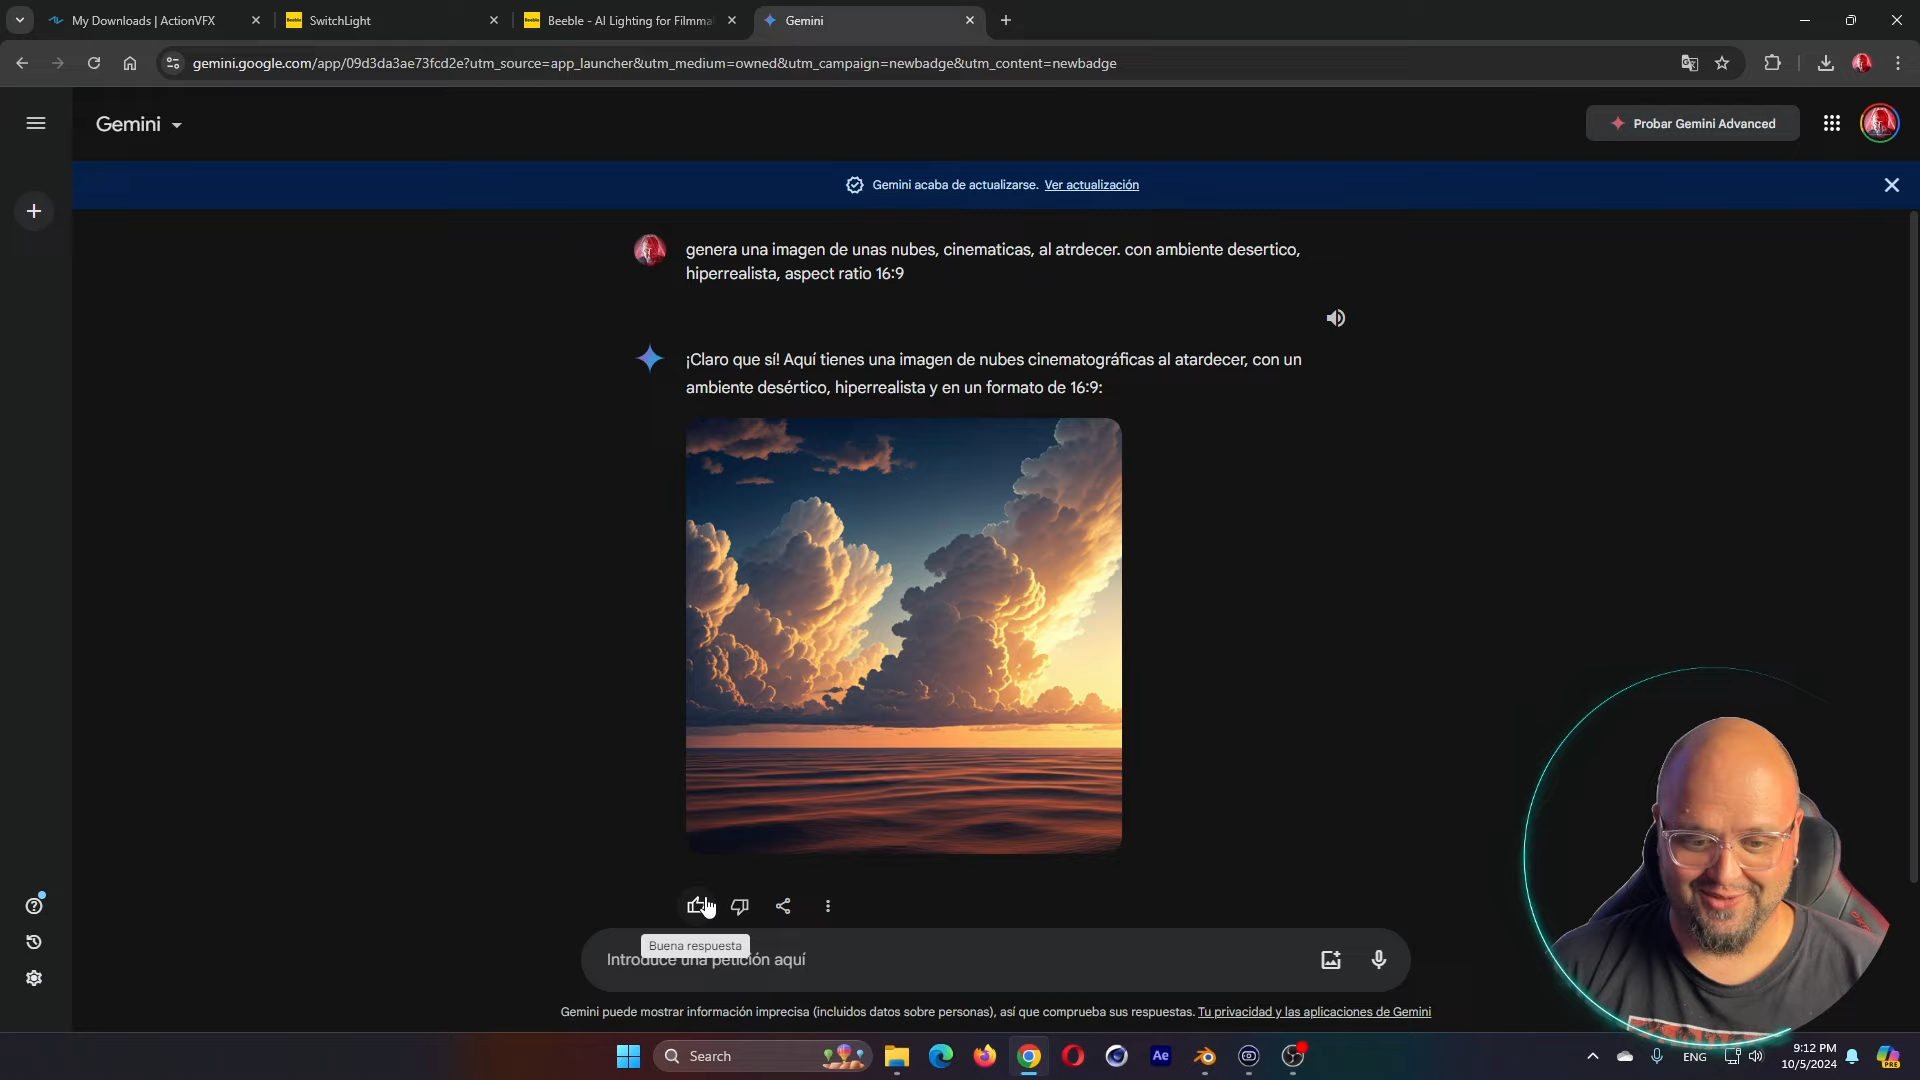 My Downloads | ActionVFX
SwitchLight
Beeble - AI Lighting for Filmma
Gemini
gemini.google.com/app/09d3da3ae73fcd2e?utm_source=app_launcher&utm_medium=owned&utm_campaign=newbadge&utm_content=newbadge
Gemini
Probar Gemini Advanced
Gemini acaba de actualizarse. Ver actualización
genera una imagen de unas nubes, cinematicas, al atrdecer. con ambiente desertico,
hiperrealista, aspect ratio 16:9
¡Claro que sí! Aquí tienes una imagen de nubes cinematográficas al atardecer, con un
ambiente desértico, hiperrealista y en un formato de 16:9:
Buena respuesta
Introduce una petición aquí
Gemini puede mostrar información imprecisa (incluidos datos sobre personas), así que comprueba sus respuestas. Tu privacidad y las aplicaciones de Gemini
Search
Ae
ENG
9:12 PM
10/5/2024
PRE